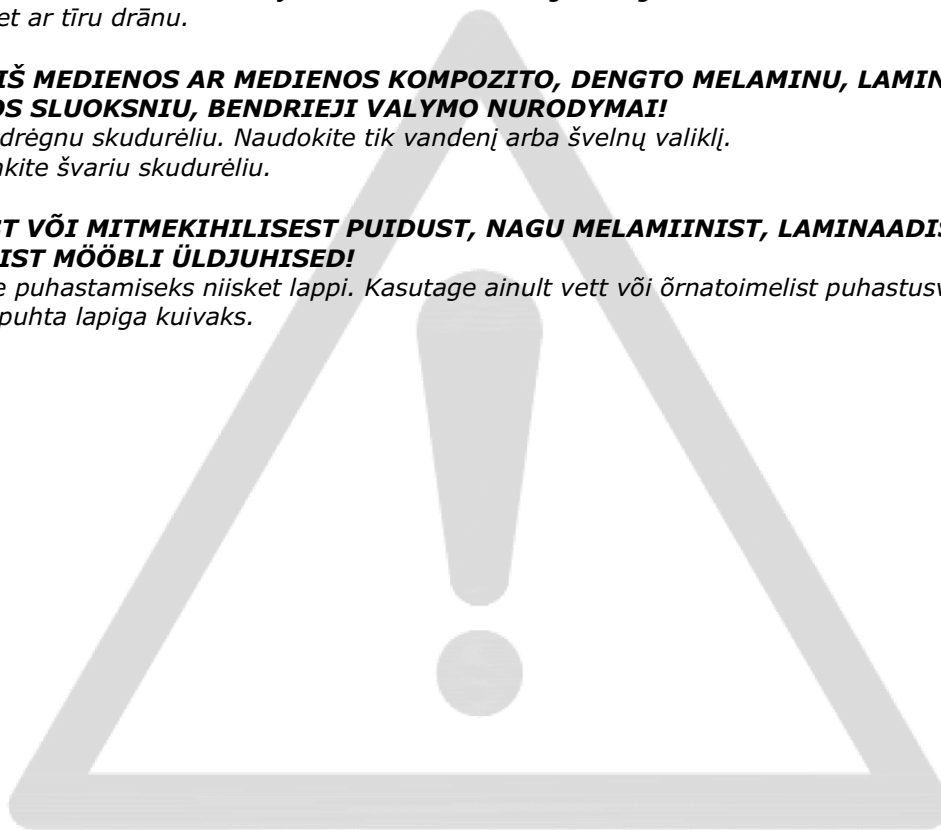 et ar tīru drānu.
IŠ MEDIENOS AR MEDIENOS KOMPOZITO, DENGTO MELAMINU, LAMIN
OS SLUOKSNIU, BENDRIEJI VALYMO NURODYMAI!
drėgnu skudurėliu. Naudokite tik vandenį arba švelnų valiklį.
kite švariu skudurėliu.
T VÕI MITMEKIHILISEST PUIDUST, NAGU MELAMIINIST, LAMINAADIS
IST MÖÖBLI ÜLDJUHISED!
e puhastamiseks niisket lappi. Kasutage ainult vett või õrnatoimelist puhastusv
puhta lapiga kuivaks.